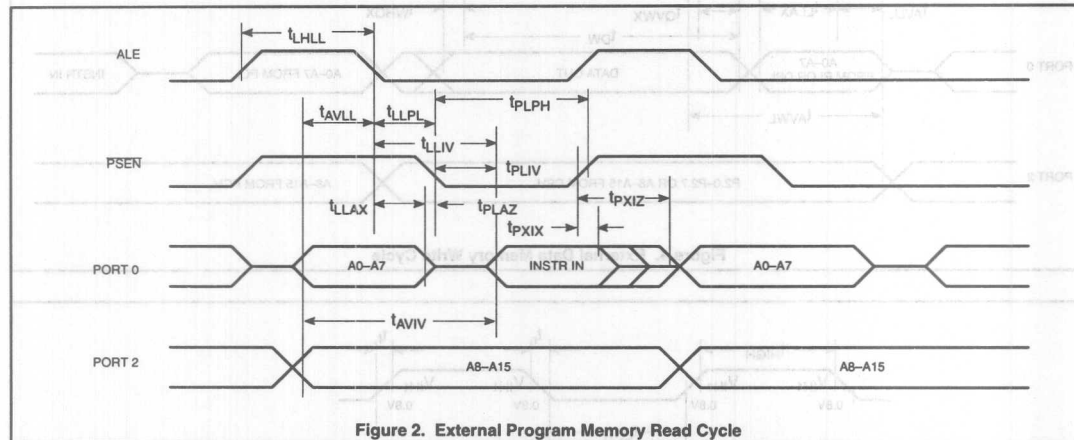 ALE
tLHLL
tAVLL
tLLPL
tPLPH
tLLIV
PSEN
tPLIV
tLLAX
tPLAZ
tPXIZ
tPXIX
PORT 0
A0–A7
INSTR IN
A0–A7
tAVIV
PORT 2
A8–A15
A8–A15
Figure 2. External Program Memory Read Cycle